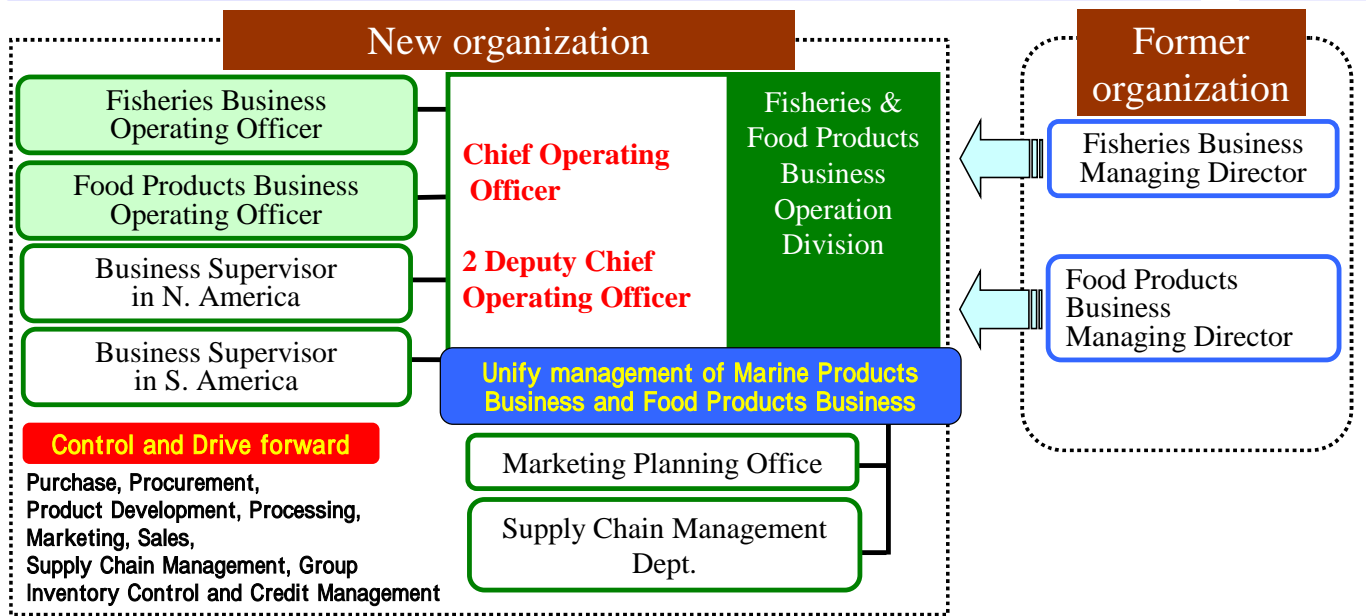 New organization
Fisheries Business
Operating Officer
Food Products Business
Operating Officer
Business Supervisor
in N. America
Business Supervisor
in S. America
Control and Drive forward
Purchase, Procurement,
Product Development, Processing,
Marketing, Sales,
Supply Chain Management, Group
Inventory Control and Credit Management
Chief Operating
Officer
2 Deputy Chief
Operating Officer
Fisheries &
Food Products
Business
Operation
Division
Unify management of Marine Products
Business and Food Products Business
Marketing Planning Office
Supply Chain Management
Dept.
Former
organization
Fisheries Business
Managing Director
Food Products
Business
Managing Director